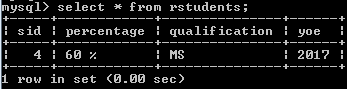 mysql> select * from rstudents;
+-----+------------+---------------+------+
| sid | percentage | qualification | yoe  |
+-----+------------+---------------+------+
|   4 | 60 %       | MS            | 2017 |
+-----+------------+---------------+------+
1 row in set (0.00 sec)